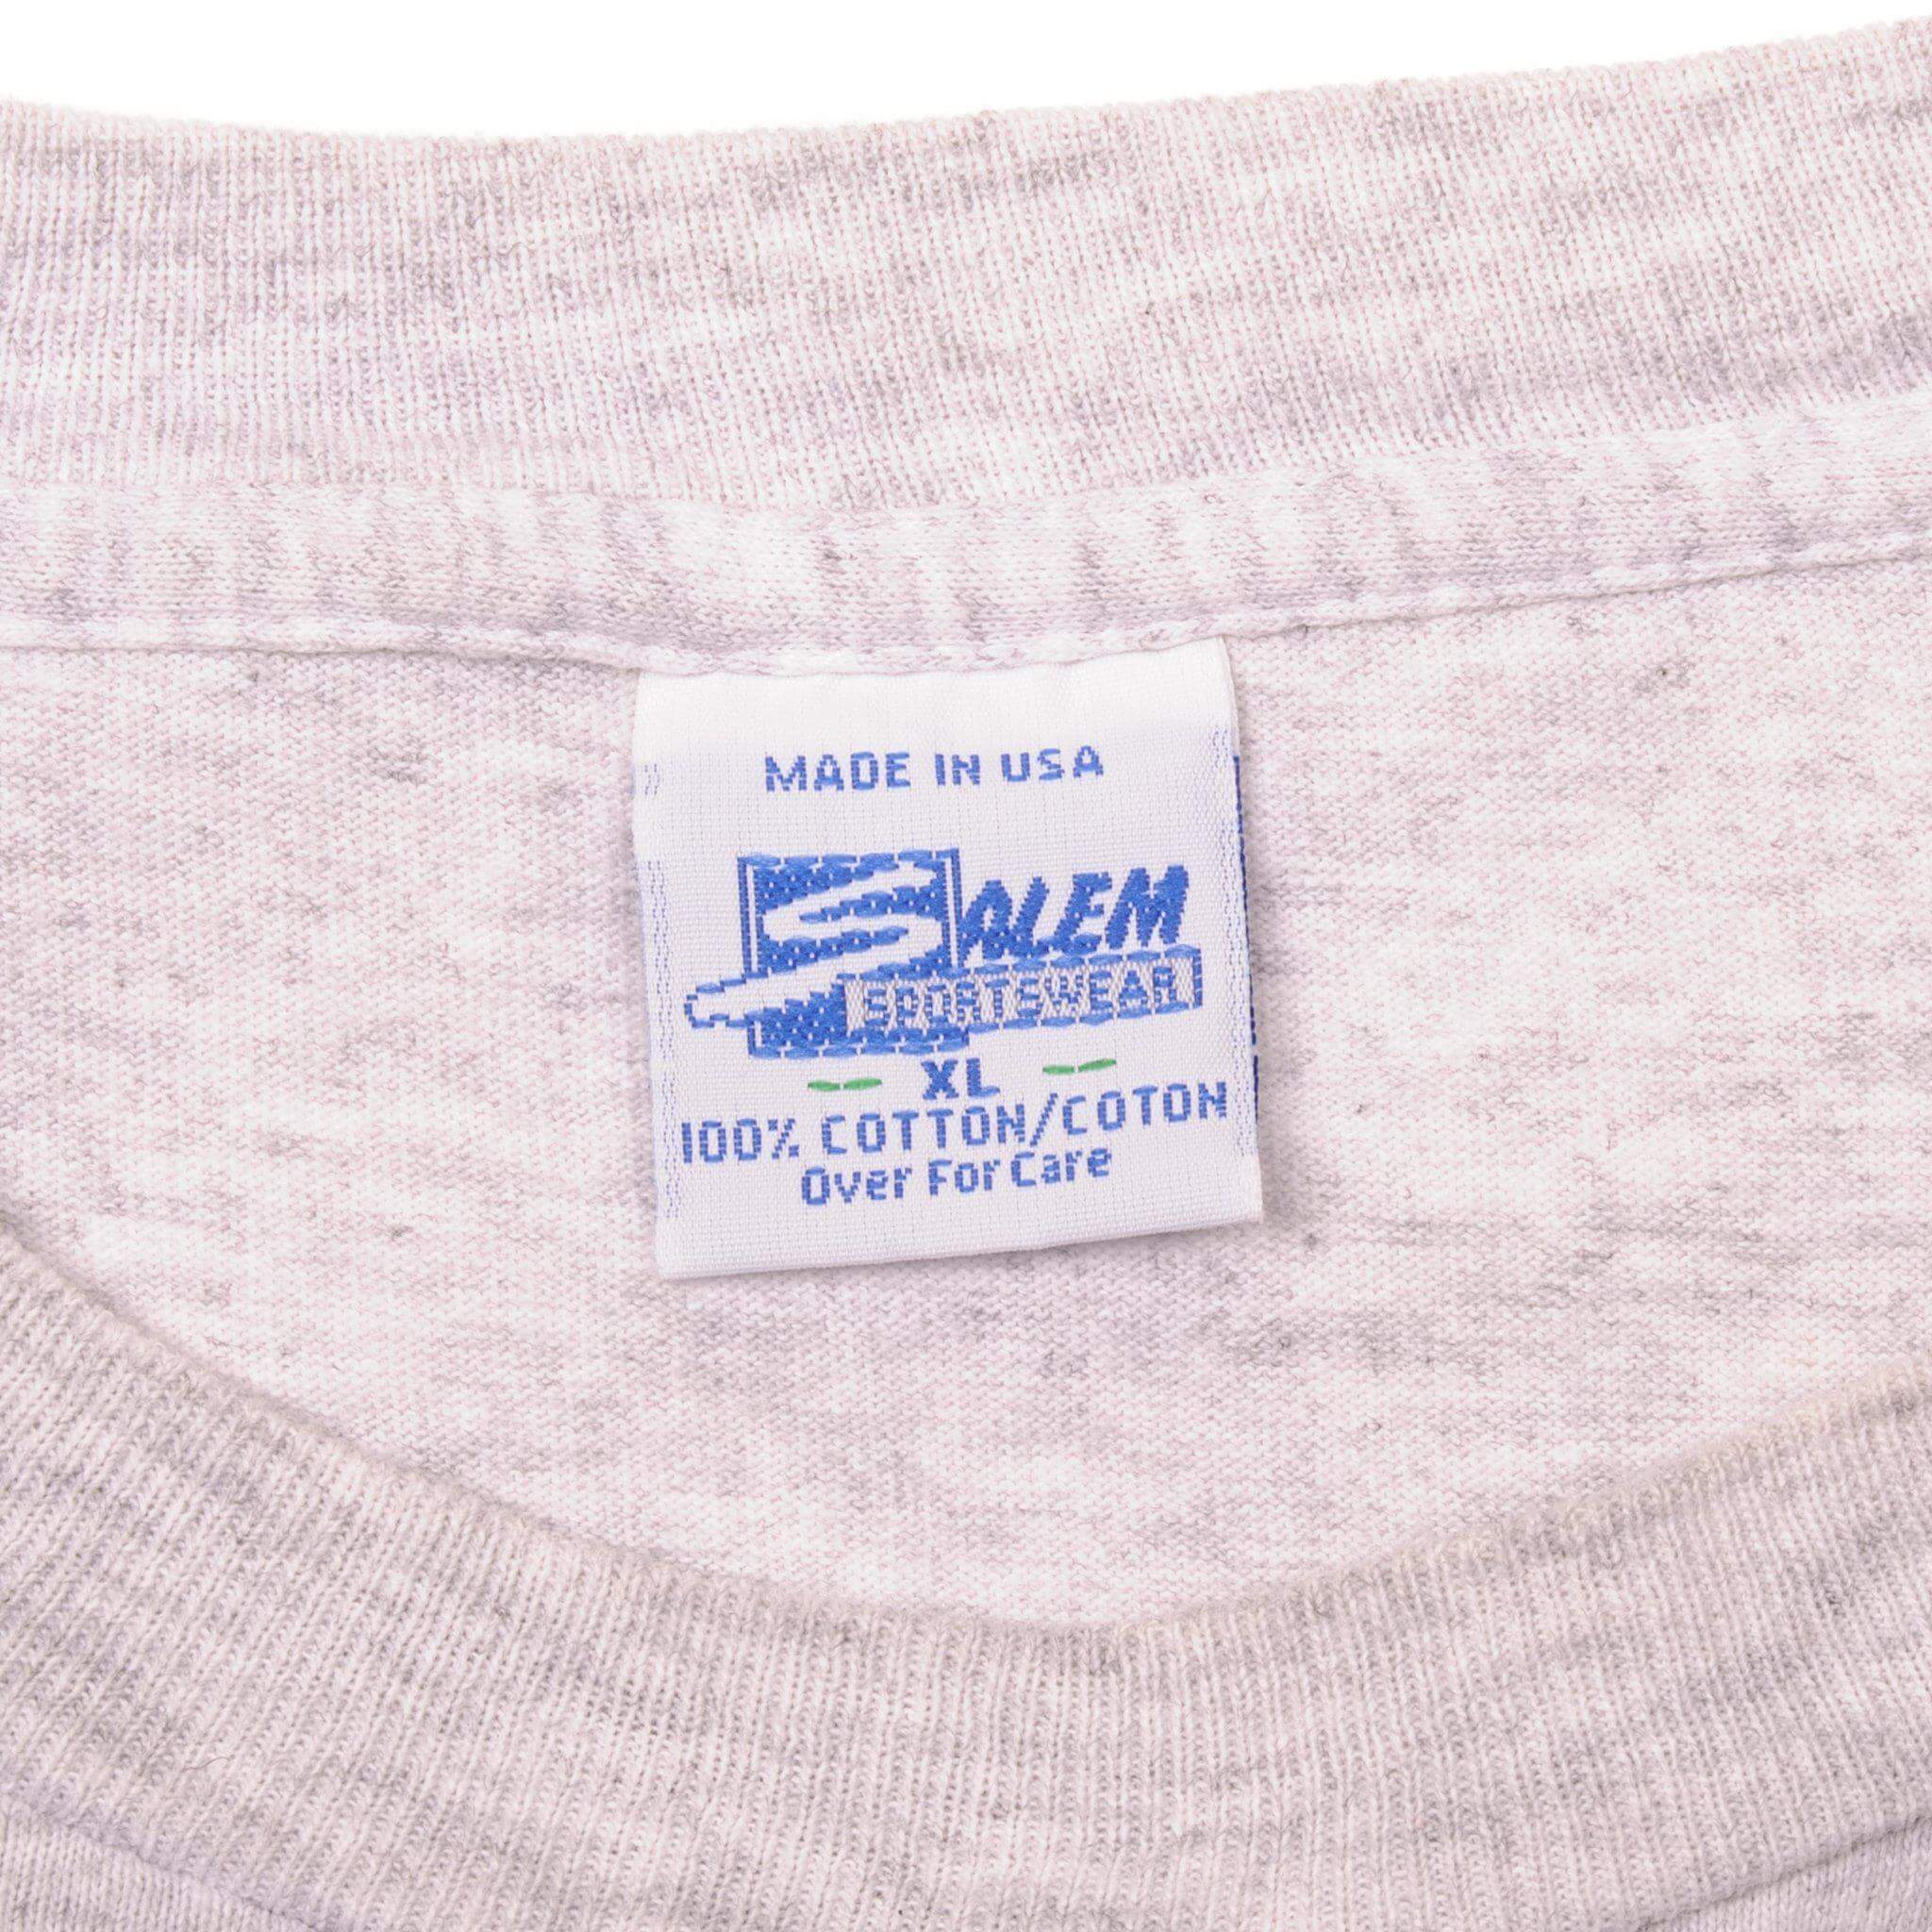 MADE IN USA
SALEM
SPORTSWEAR
XL
100% COTTON/COTON
Over For Care